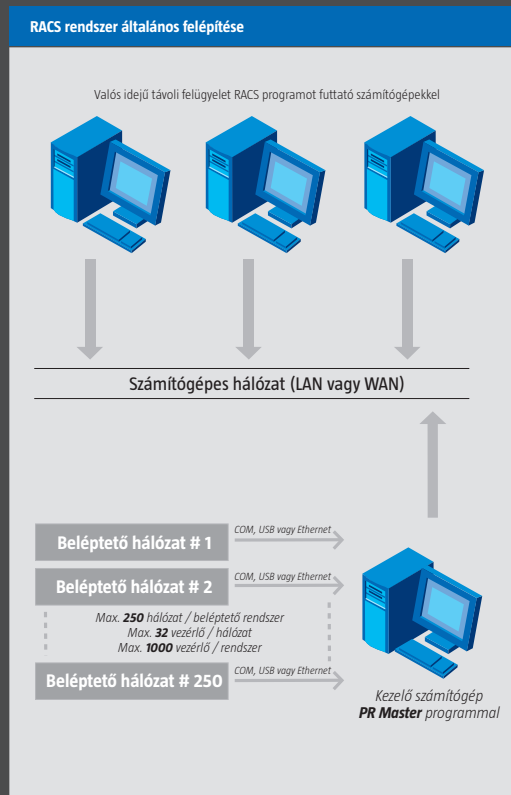 RACS rendszer általános felépítése
Valós idejű távoli felügyelet RACS programot futtató számítógépekkel
Számítógépes hálózat (LAN vagy WAN)
Beléptető hálózat # 1
COM, USB vagy Ethernet
Beléptető hálózat # 2
COM, USB vagy Ethernet
Max. 250 hálózat / beléptető rendszer
Max. 32 vezérlő / hálózat
Max. 1000 vezérlő / rendszer
Beléptető hálózat # 250
COM, USB vagy Ethernet
Kezelő számítógép
PR Master programmal